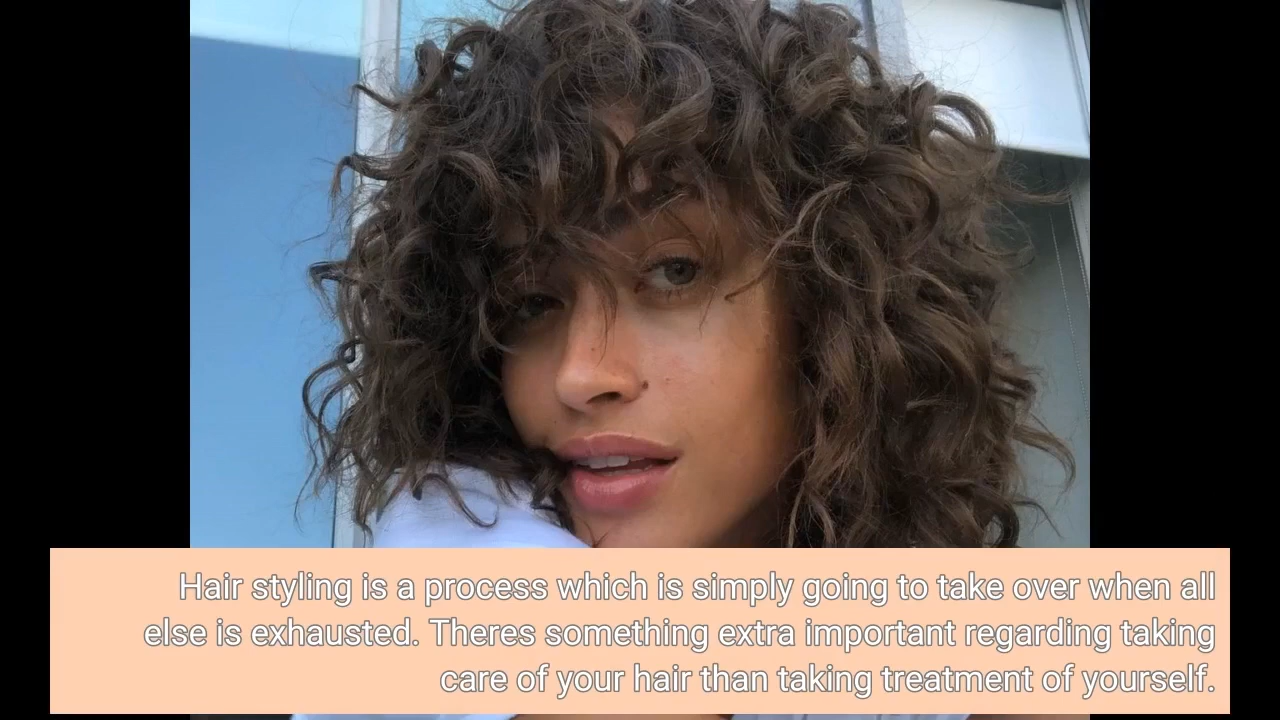 Hair styling is a process which is simply going to take over when all
else is exhausted. Theres something extra important regarding taking
care of your hair than taking treatment of yourself.